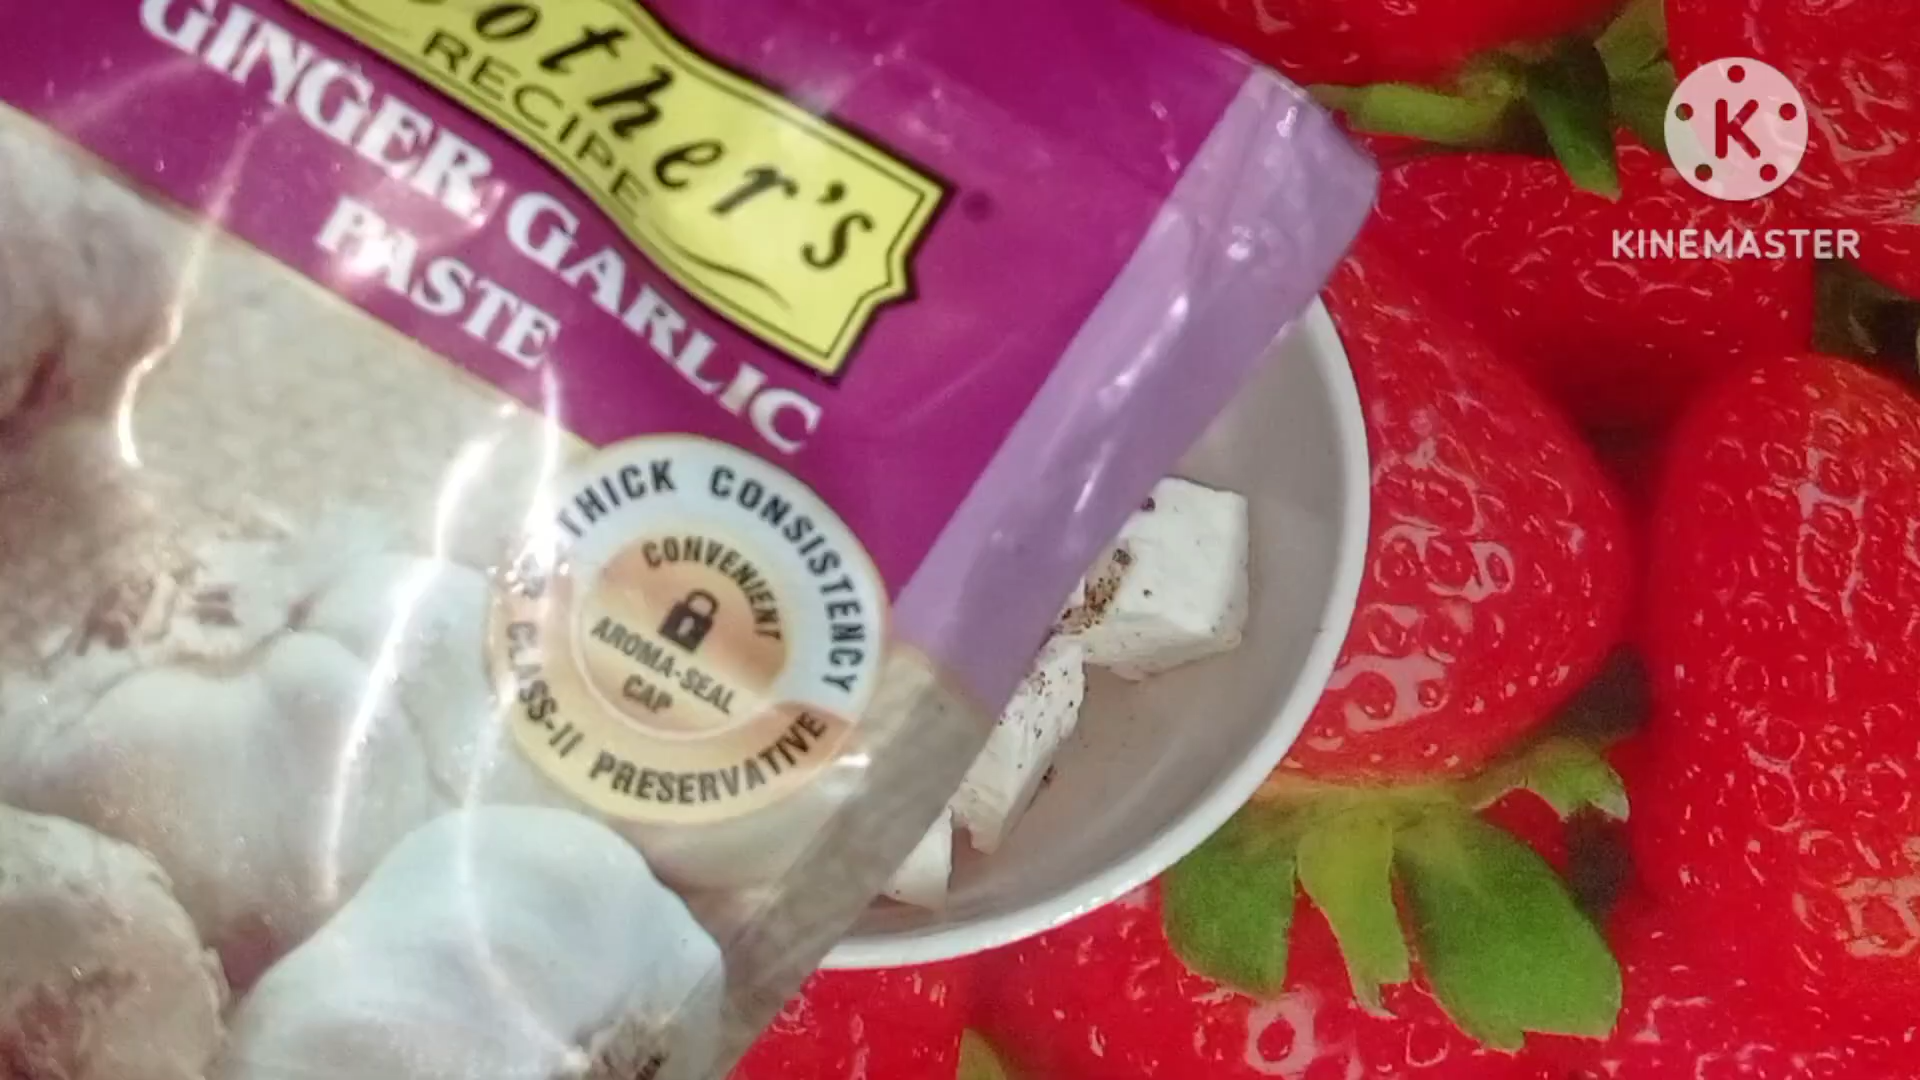 other's
RECIPE
GINGER GARLIC
PASTE
THICK CONSISTENCY
CONVENIENT
AROMA-SEAL
CAP
CLASS-II PRESERVATIVE
K
KINEMASTER